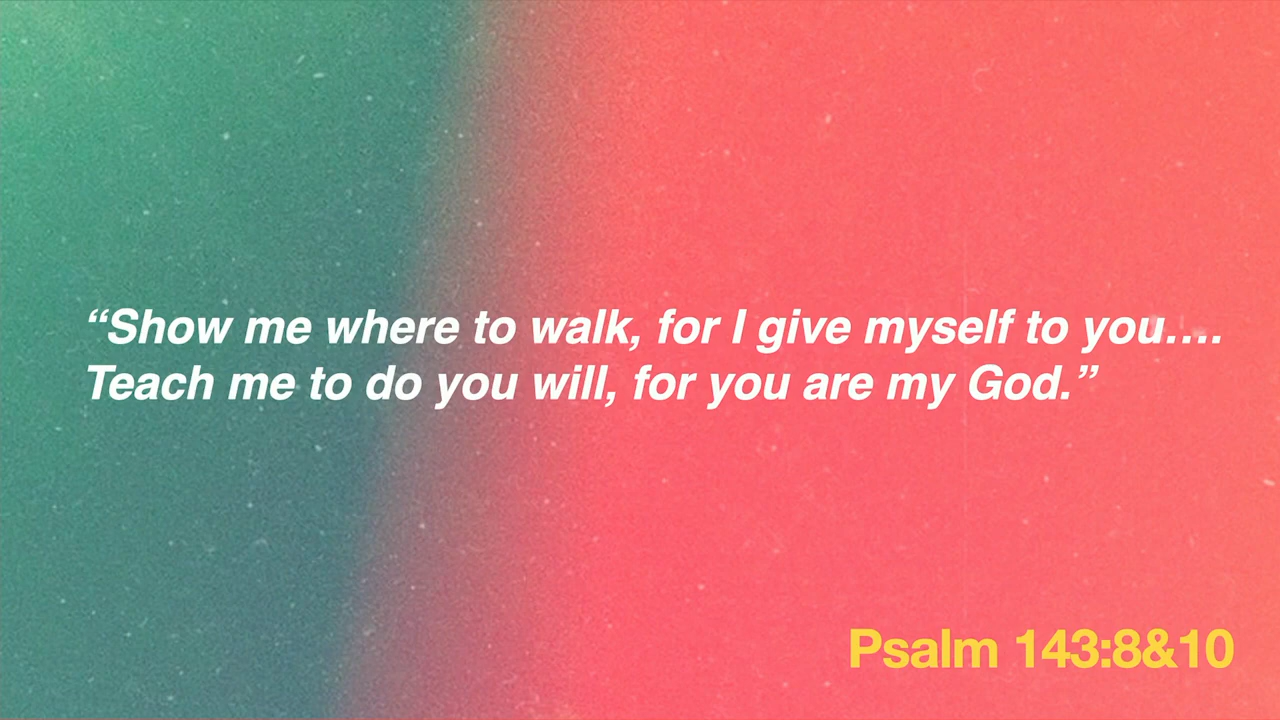 “Show me where to walk, for I give myself to you....
Teach me to do you will, for you are my God.”
Psalm 143:8&10